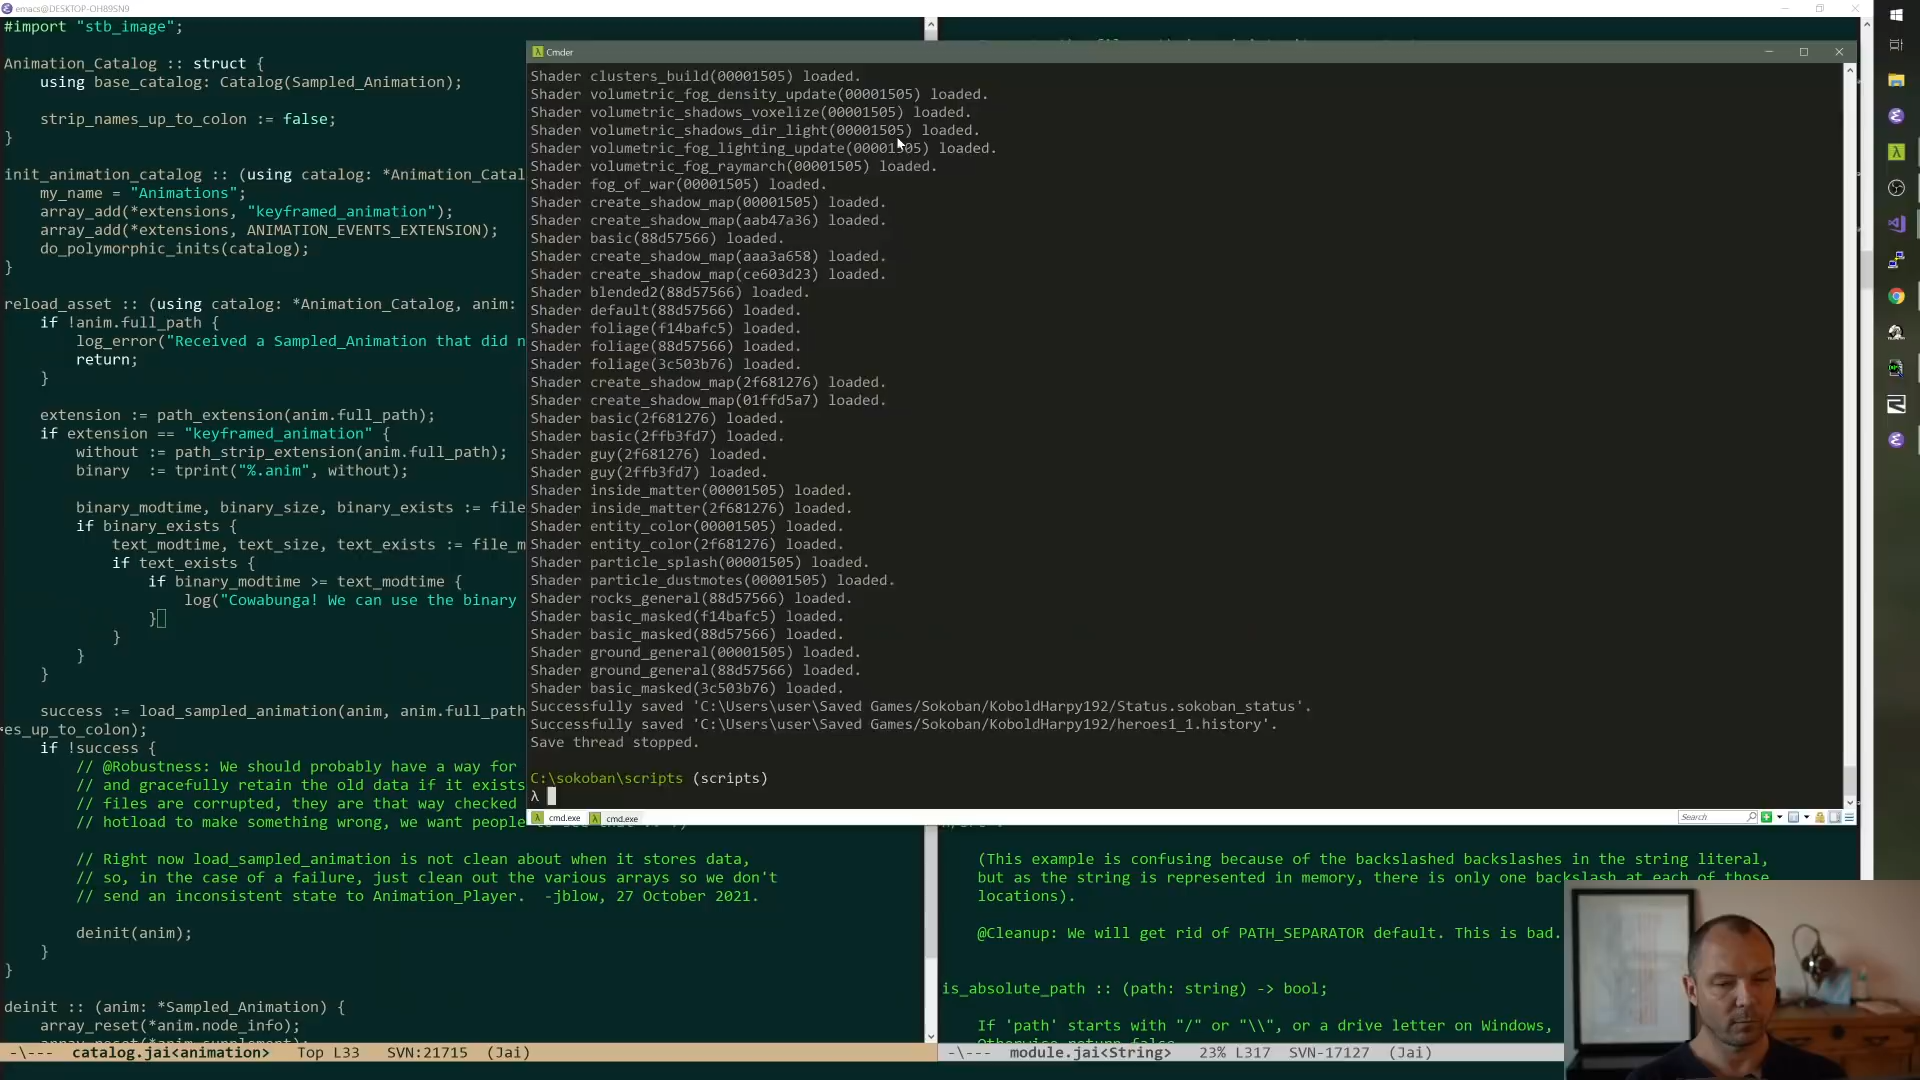 emacs@DESKTOP-OH89SN9
#import "stb_image";
Animation_Catalog :: struct {
using base_catalog: Catalog(Sampled_Animation);
strip_names_up_to_colon := false;
}
init_animation_catalog :: (using catalog: *Animation_Catal
my_name = "Animations";
array_add(*extensions, "keyframed_animation");
array_add(*extensions, ANIMATION_EVENTS_EXTENSION);
do_polymorphic_inits(catalog);
}
reload_asset :: (using catalog: *Animation_Catalog, anim:
if !anim.full_path {
log_error("Received a Sampled_Animation that did n
return;
}
extension := path_extension(anim.full_path);
if extension == "keyframed_animation" {
without := path_strip_extension(anim.full_path);
binary  := tprint("%.anim", without);
binary_modtime, binary_size, binary_exists := file
if binary_exists {
text_modtime, text_size, text_exists := file_m
if text_exists {
if binary_modtime >= text_modtime {
log("Cowabunga! We can use the binary
}
}
}
}
success := load_sampled_animation(anim, anim.full_path
es_up_to_colon);
if !success {
// @Robustness: We should probably have a way for
// and gracefully retain the old data if it exists
// files are corrupted, they are that way checked
// hotload to make something wrong, we want people
// Right now load_sampled_animation is not clean about when it stores data,
// so, in the case of a failure, just clean out the various arrays so we don't
// send an inconsistent state to Animation_Player.  -jblow, 27 October 2021.
deinit(anim);
}
}
deinit :: (anim: *Sampled_Animation) {
array_reset(*anim.node_info);
-\---  catalog.jai<animation>   Top L33   SVN:21715  (Jai)
Cmder
Shader clusters_build(00001505) loaded.
Shader volumetric_fog_density_update(00001505) loaded.
Shader volumetric_shadows_voxelize(00001505) loaded.
Shader volumetric_shadows_dir_light(00001505) loaded.
Shader volumetric_fog_lighting_update(00001505) loaded.
Shader volumetric_fog_raymarch(00001505) loaded.
Shader fog_of_war(00001505) loaded.
Shader create_shadow_map(00001505) loaded.
Shader create_shadow_map(aab47a36) loaded.
Shader basic(88d57566) loaded.
Shader create_shadow_map(aaa3a658) loaded.
Shader create_shadow_map(ce603d23) loaded.
Shader blended2(88d57566) loaded.
Shader default(88d57566) loaded.
Shader foliage(f14bafc5) loaded.
Shader foliage(88d57566) loaded.
Shader foliage(3c503b76) loaded.
Shader create_shadow_map(2f681276) loaded.
Shader create_shadow_map(01ffd5a7) loaded.
Shader basic(2f681276) loaded.
Shader basic(2ffb3fd7) loaded.
Shader guy(2f681276) loaded.
Shader guy(2ffb3fd7) loaded.
Shader inside_matter(00001505) loaded.
Shader inside_matter(2f681276) loaded.
Shader entity_color(00001505) loaded.
Shader entity_color(2f681276) loaded.
Shader particle_splash(00001505) loaded.
Shader particle_dustmotes(00001505) loaded.
Shader rocks_general(88d57566) loaded.
Shader basic_masked(f14bafc5) loaded.
Shader basic_masked(88d57566) loaded.
Shader ground_general(00001505) loaded.
Shader ground_general(88d57566) loaded.
Shader basic_masked(3c503b76) loaded.
Successfully saved 'C:\Users\user\Saved Games/Sokoban/KoboldHarpy192/Status.sokoban_status'.
Successfully saved 'C:\Users\user\Saved Games/Sokoban/KoboldHarpy192/heroes1_1.history'.
Save thread stopped.
C:\sokoban\scripts (scripts)
λ
cmd.exe
cmd.exe
Search
(This example is confusing because of the backslashed backslashes in the string literal,
but as the string is represented in memory, there is only one backslash at each of those
locations).
@Cleanup: We will get rid of PATH_SEPARATOR default. This is bad.
is_absolute_path :: (path: string) -> bool;
If 'path' starts with "/" or "\\", or a drive letter on Windows,
-\---  module.jai<String>   23% L317  SVN-17127  (Jai)